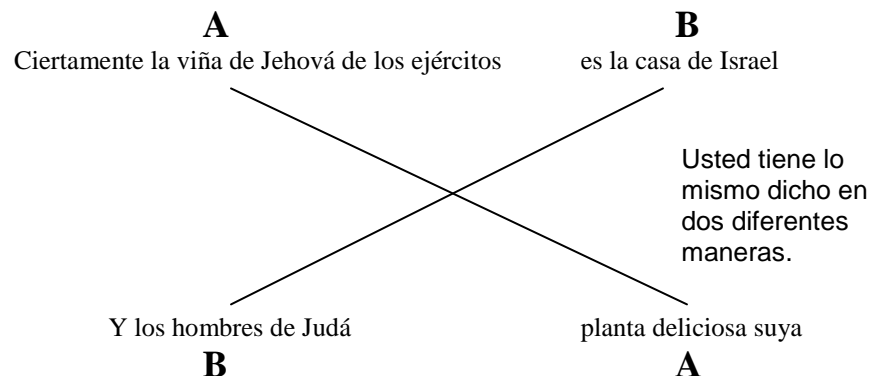 A B
Ciertamente la viña de Jehová de los ejércitos es la casa de Israel
Usted tiene lo
mismo dicho en
dos diferentes
maneras.
Y los hombres de Judá planta deliciosa suya
B A